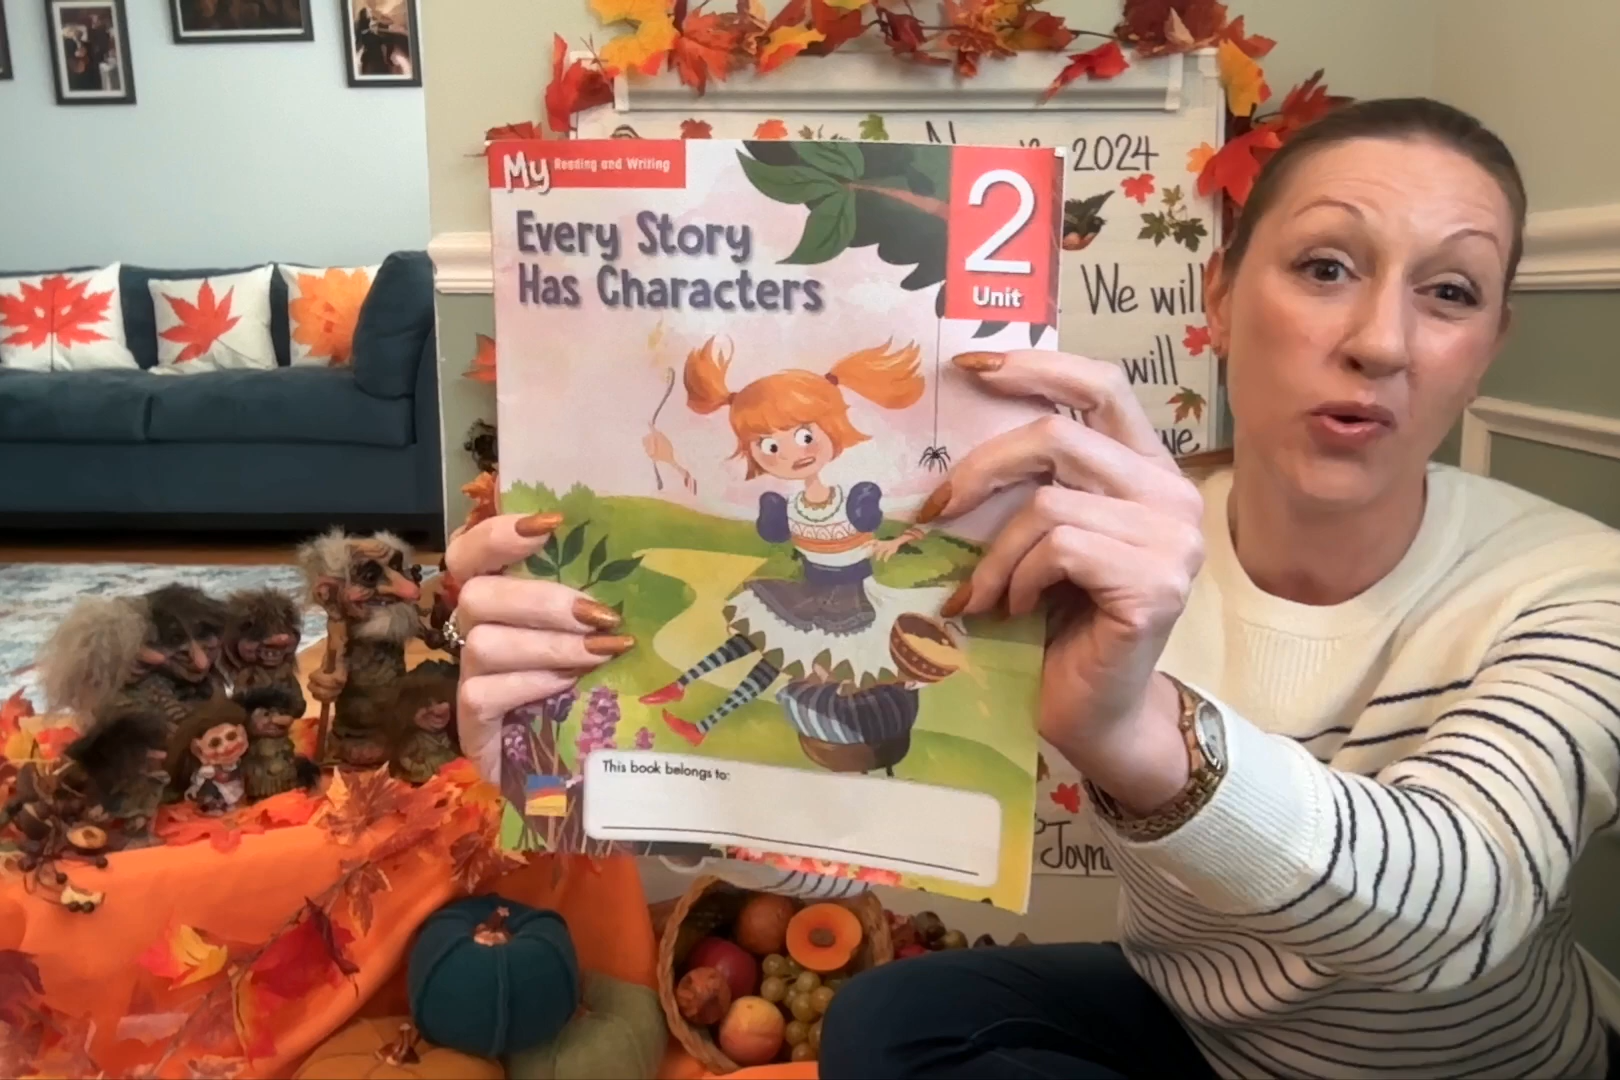 My Reading and Writing
Every Story
Has Characters
2
Unit
This book belongs to:
2024
We will
will
we